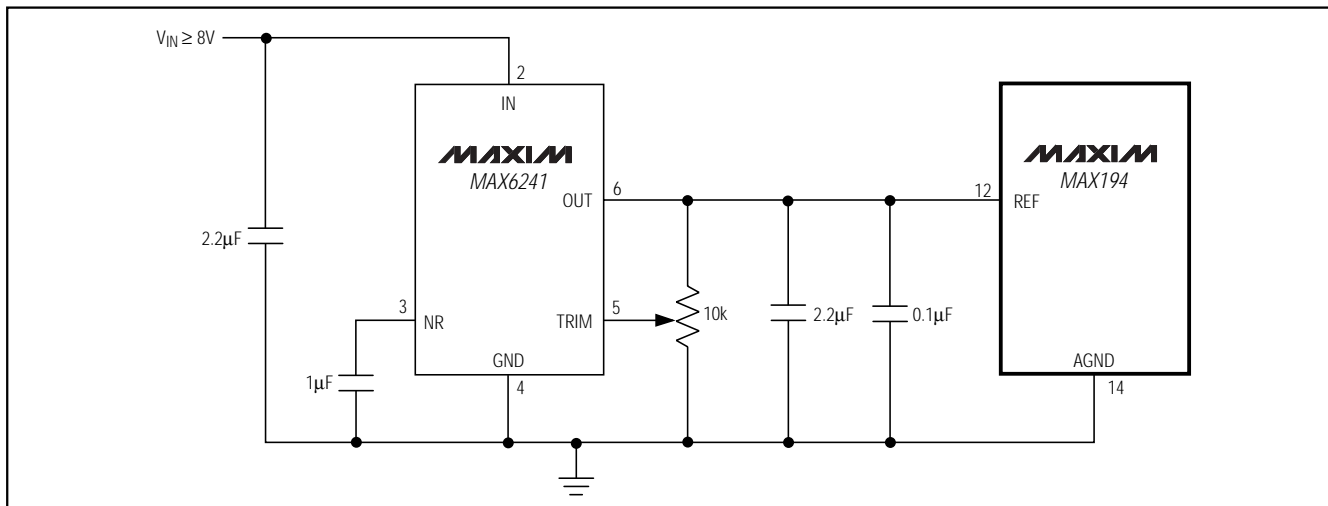 V_IN ≥ 8V
2
IN
MAXIM
MAX6241
OUT
6
2.2μF
3
NR
1μF
TRIM
5
10k
2.2μF
0.1μF
GND
4
12
REF
MAXIM
MAX194
AGND
14